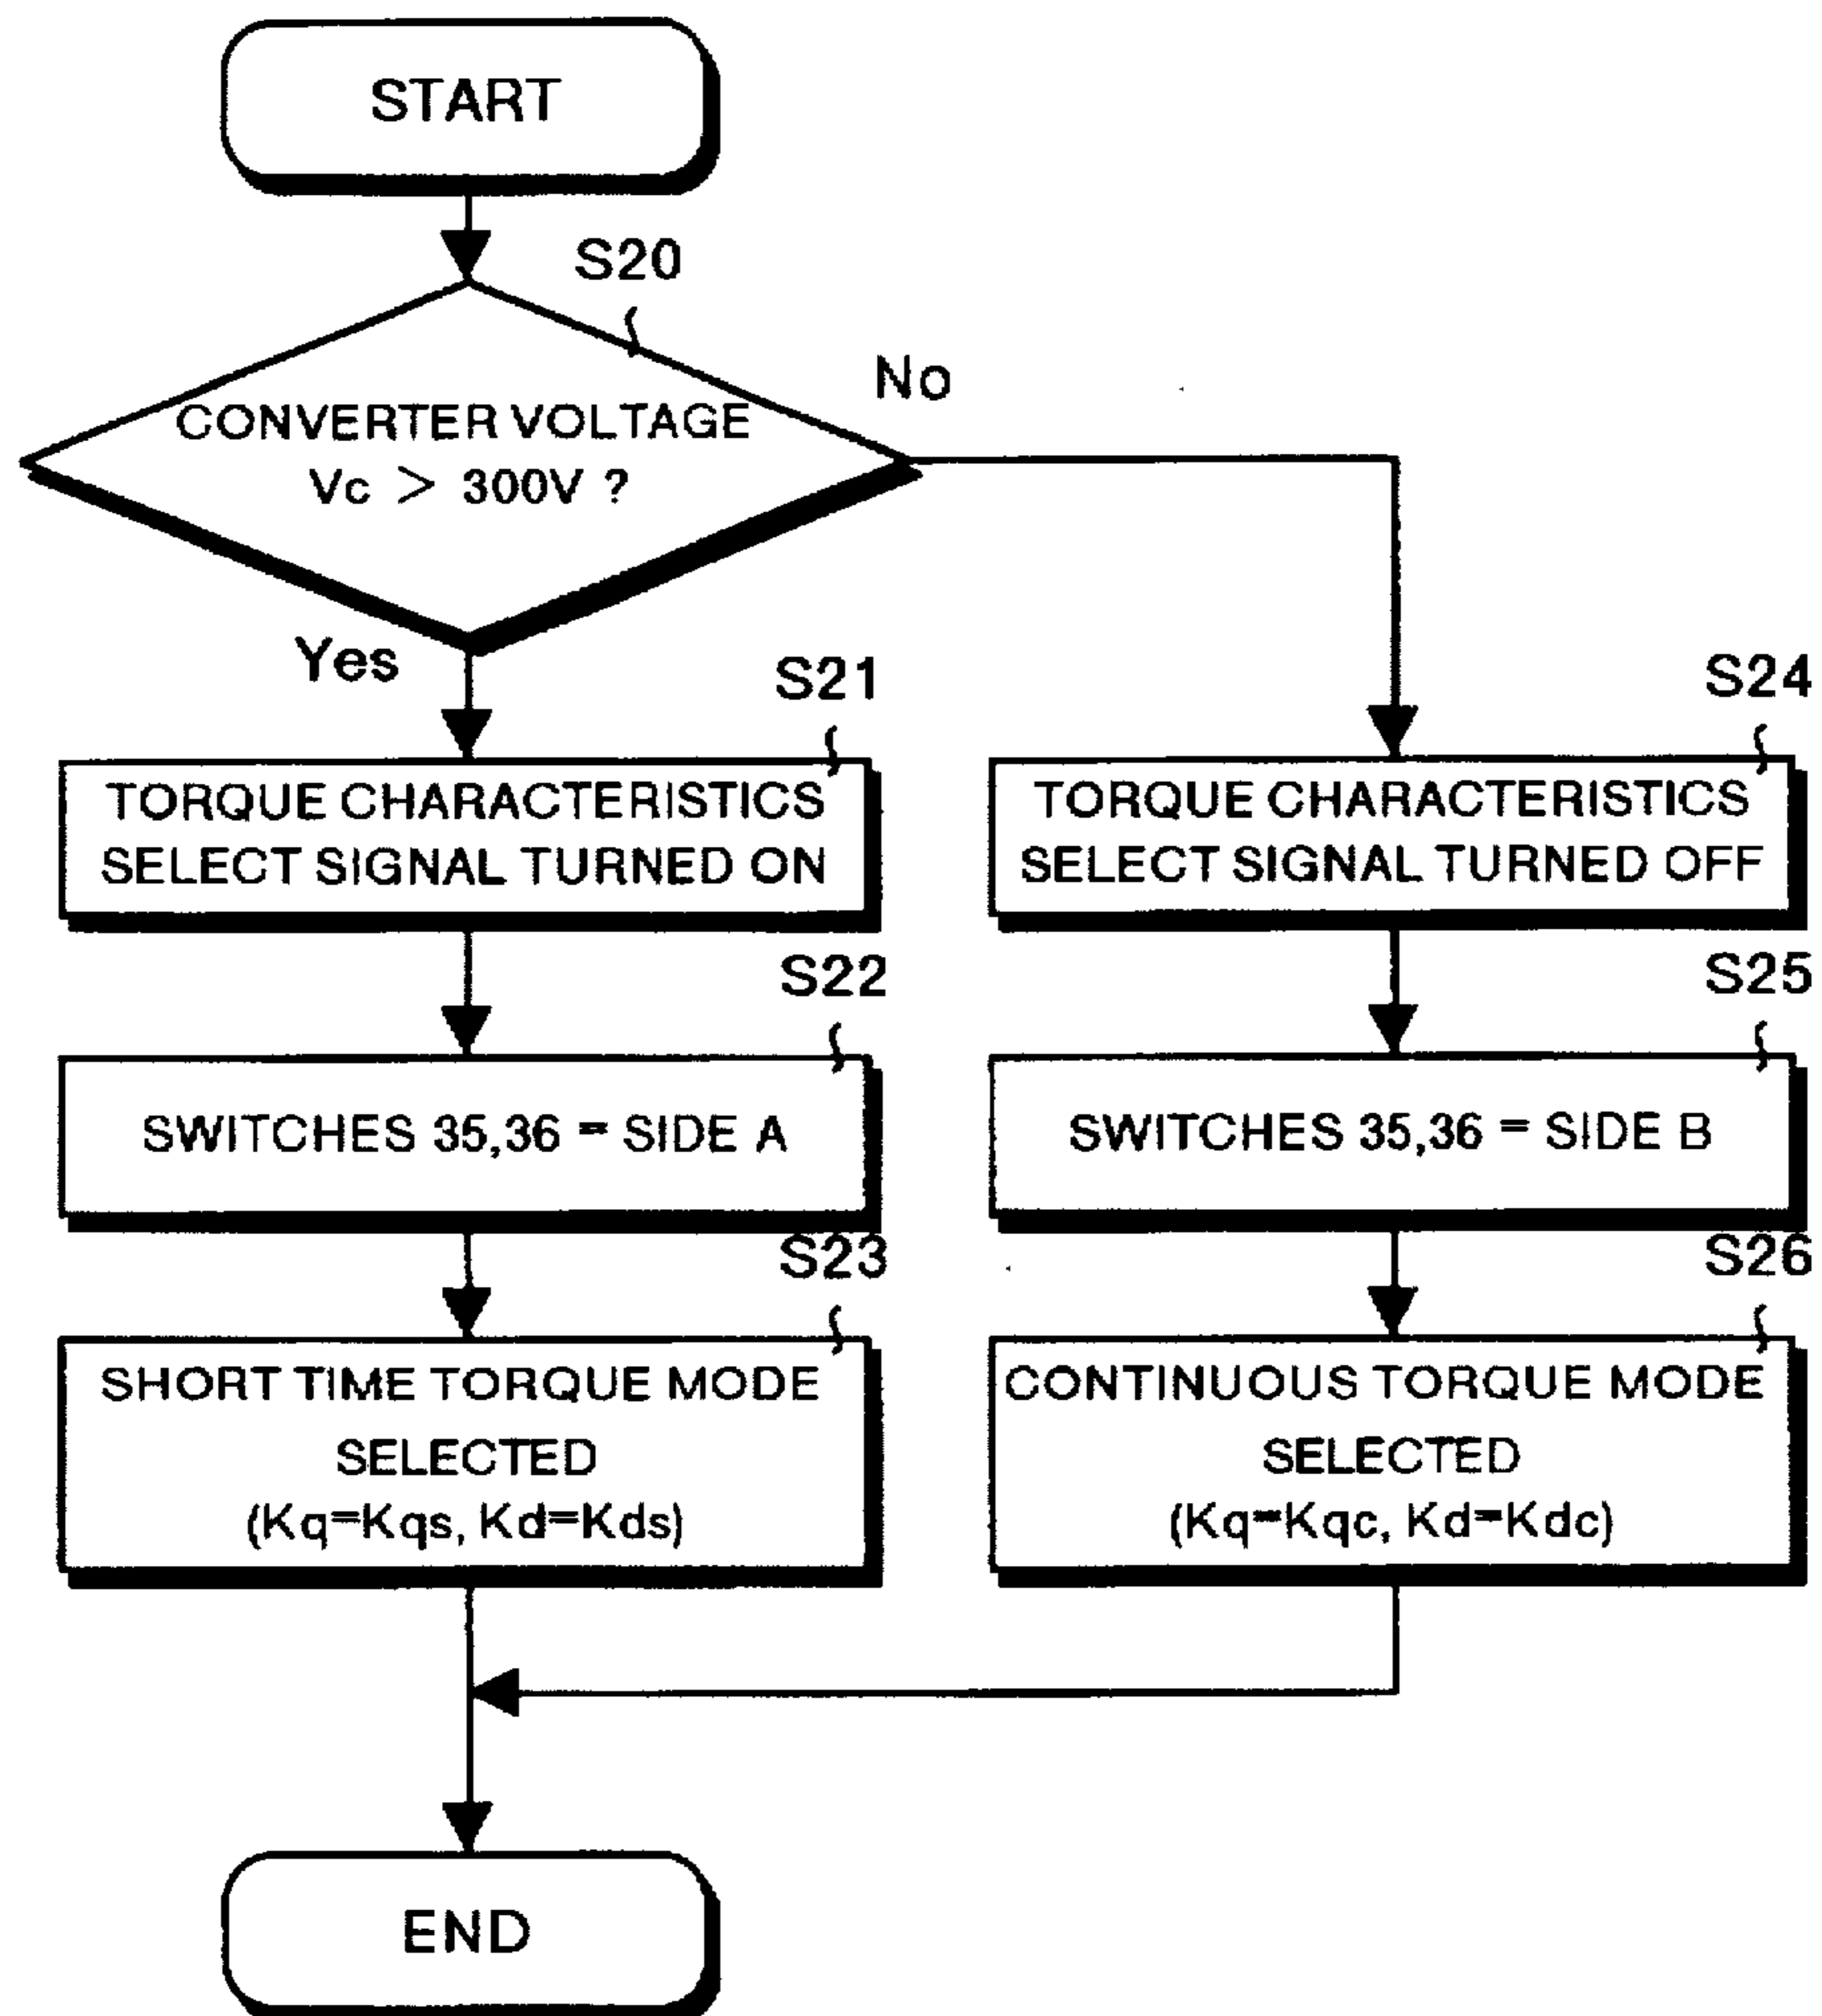 START
S20
No
CONVERTER VOLTAGE
Vc > 300V ?
Yes
S21
TORQUE CHARACTERISTICS
SELECT SIGNAL TURNED ON
S22
SWITCHES 35,36 = SIDE A
S23
SHORT TIME TORQUE MODE
SELECTED
(Kq=Kqs, Kd=Kds)
S24
TORQUE CHARACTERISTICS
SELECT SIGNAL TURNED OFF
S25
SWITCHES 35,36 = SIDE B
S26
CONTINUOUS TORQUE MODE
SELECTED
(Kq=Kqc, Kd=Kdc)
END